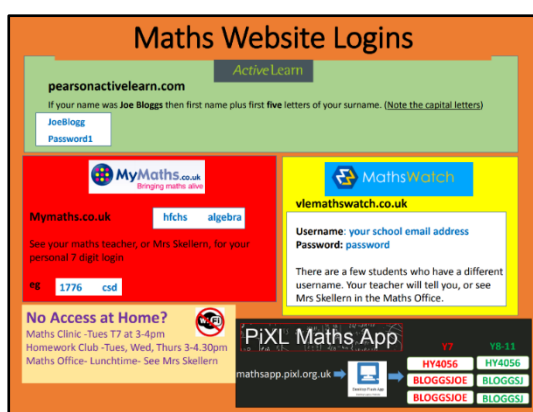 Maths Website Logins
ActiveLearn
pearsonactivelearn.com
If your name was Joe Bloggs then first name plus first five letters of your surname. (Note the capital letters)
JoeBlogg
Password1
MyMaths.co.uk
Bringing maths alive
Mymaths.co.uk
hfchs algebra
See your maths teacher, or Mrs Skellern, for your
personal 7 digit login
eg 1776 csd
MathsWatch
vlemathswatch.co.uk
Username: your school email address
Password: password
There are a few students who have a different
username. Your teacher will tell you, or see
Mrs Skellern in the Maths Office.
No Access at Home?
Wi Fi
Maths Clinic -Tues T7 at 3-4pm
Homework Club -Tues, Wed, Thurs 3-4.30pm
Maths Office- Lunchtime- See Mrs Skellern
PiXL Maths App
Y7 Y8-11
mathsapp.pixl.org.uk
HY4056 HY4056
BLOGGSJOE BLOGGSJ
BLOGGSJOE BLOGGSJ